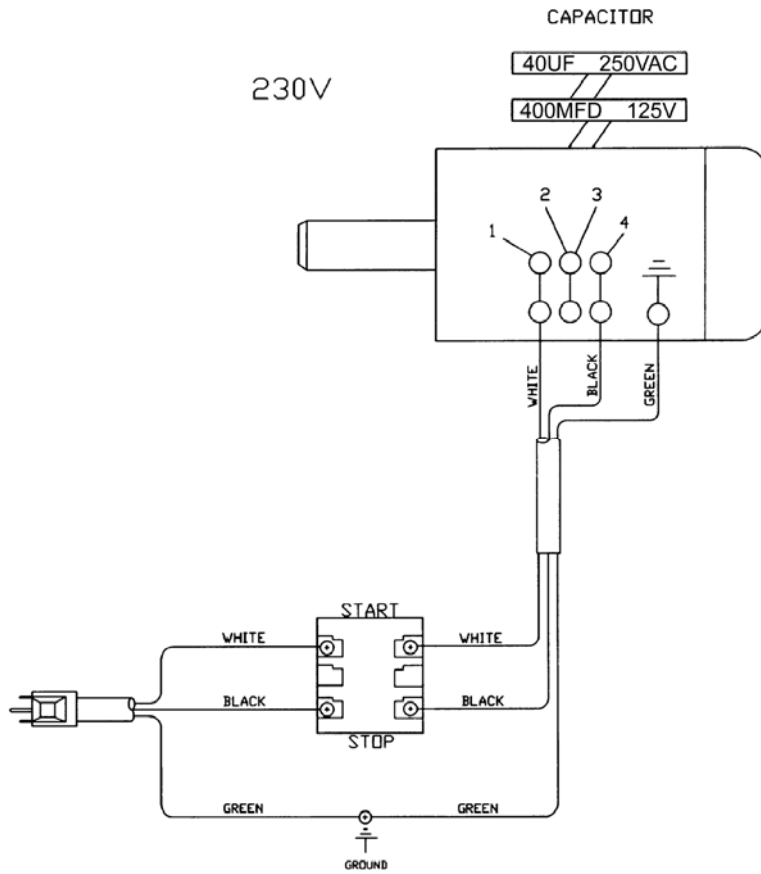 CAPACITOR
40UF 250VAC
230V
400MFD 125V
2 3
1 4
WHITE
BLACK
GREEN
START
WHITE WHITE
BLACK BLACK
STOP
GREEN GREEN
GROUND